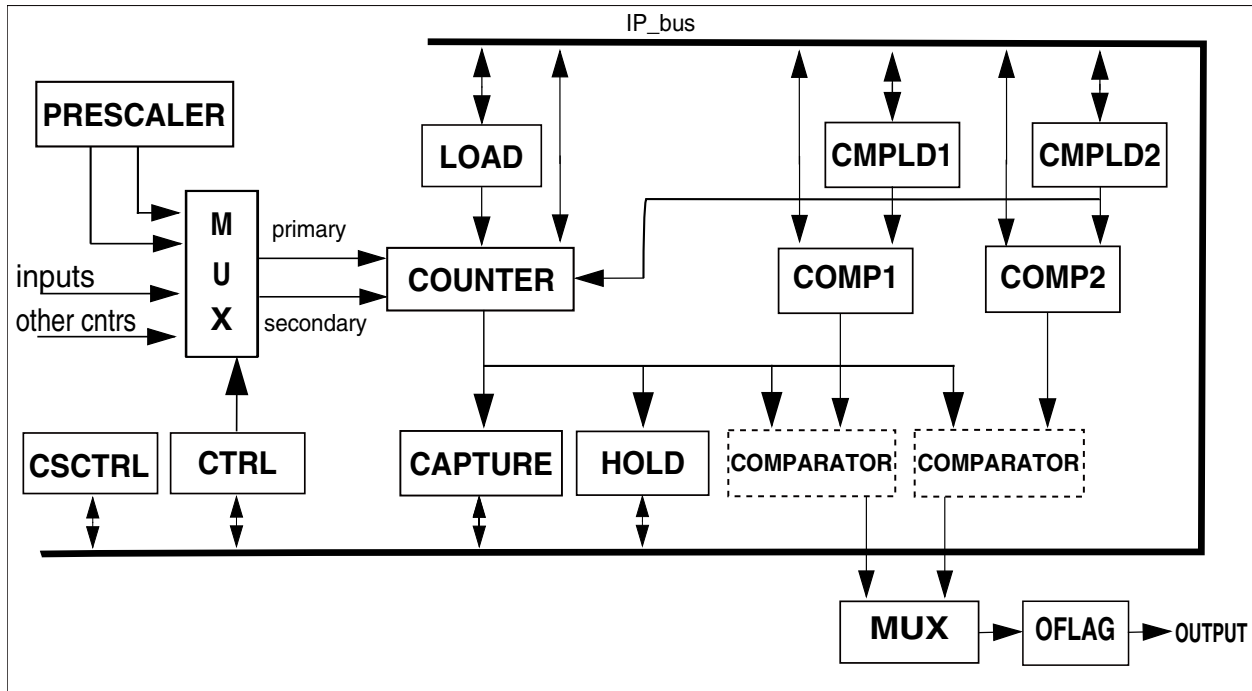 IP_bus
PRESCALER
LOAD
CMPLD1
CMPLD2
M
U
X
primary
secondary
inputs
other cntrs
COUNTER
COMP1
COMP2
CSCTRL
CTRL
CAPTURE
HOLD
COMPARATOR
COMPARATOR
MUX
OFLAG
OUTPUT